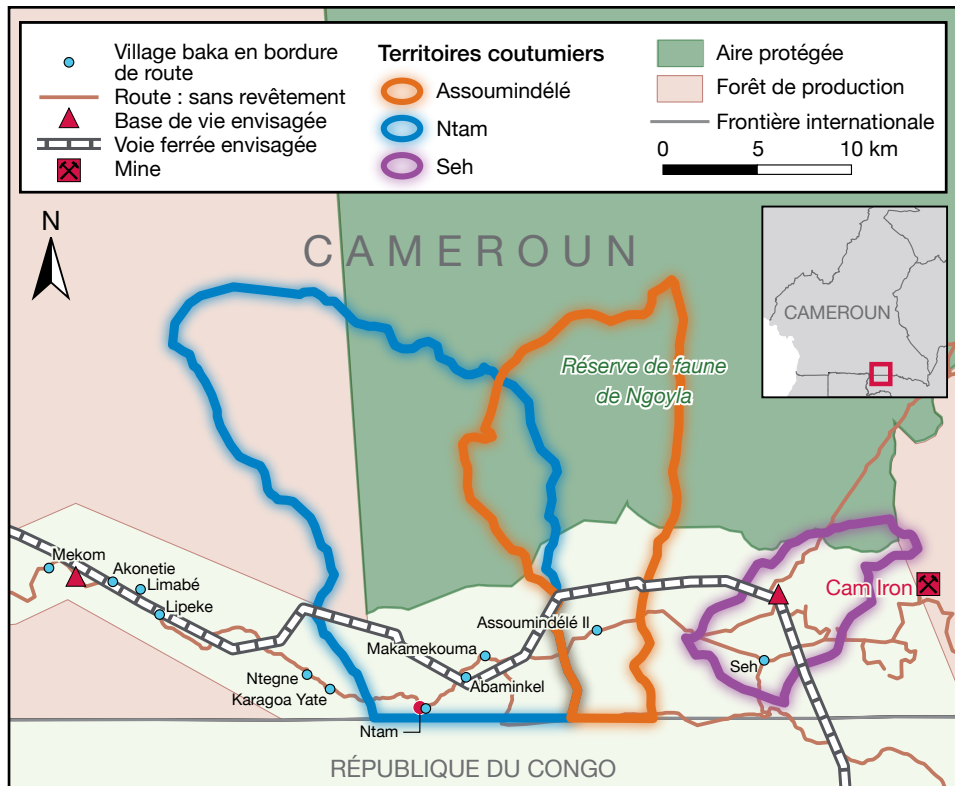 Village baka en bordure
de route
Route : sans revêtement
Base de vie envisagée
Voie ferrée envisagée
Mine
Territoires coutumiers
Assoumindélé
Ntam
Seh
Aire protégée
Forêt de production
Frontière internationale
0 5 10 km
N
CAMEROUN
CAMEROUN
Réserve de faune
de Ngoyla
Mekom
Akonetie
Limabé
Lipeke
Cam Iron
Assoumindélé II
Makamekouma
Seh
Ntegne
Abaminkel
Karagoa Yate
Ntam
RÉPUBLIQUE DU CONGO